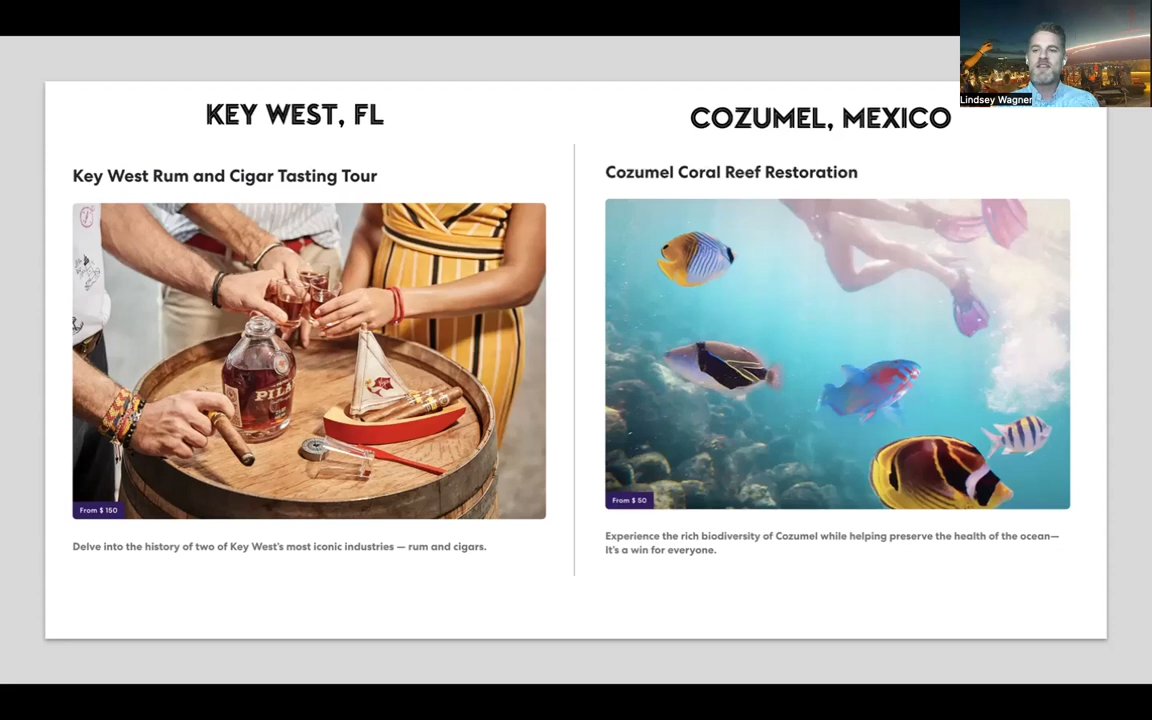 Lindsey Wagner
KEY WEST, FL
Key West Rum and Cigar Tasting Tour
PILAR
From $ 150
Delve into the history of two of Key West's most iconic industries — rum and cigars.
COZUMEL, MEXICO
Cozumel Coral Reef Restoration
From $ 50
Experience the rich biodiversity of Cozumel while helping preserve the health of the ocean—
It's a win for everyone.